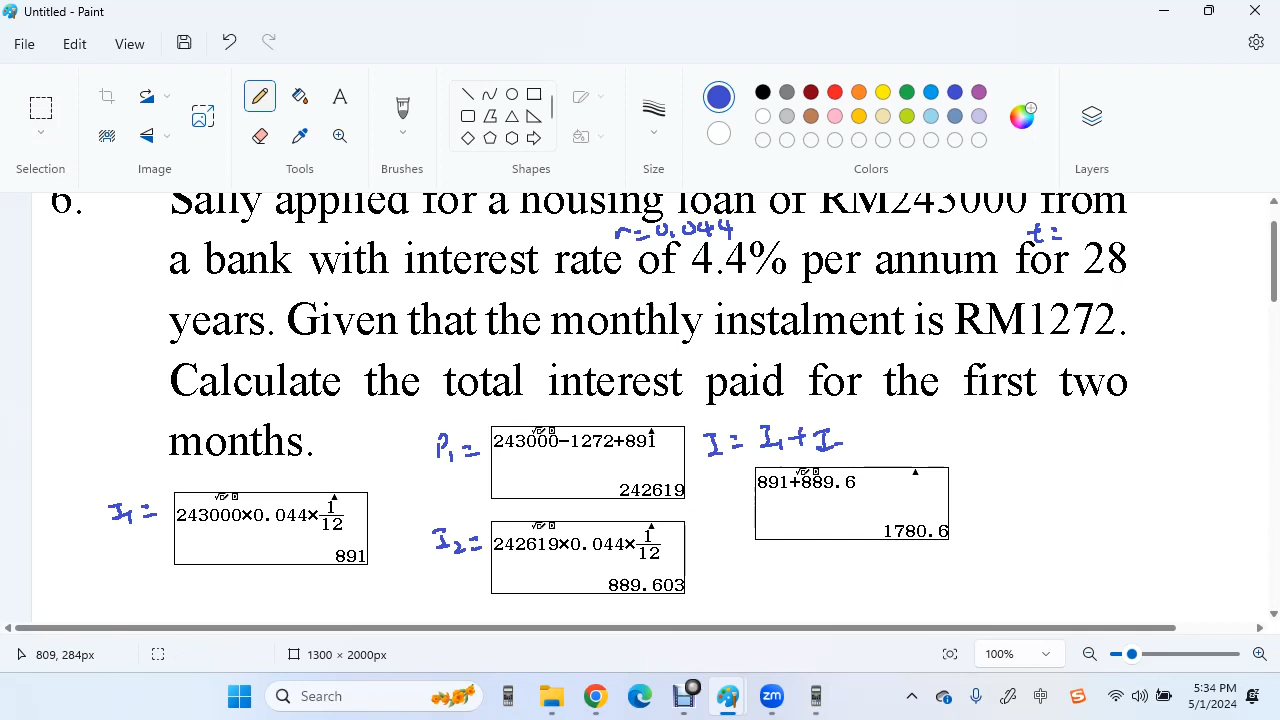 Untitled - Paint
File Edit View
Selection Image Tools Brushes Shapes Size Colors Layers
6. Sally applied for a housing loan of RM243000 from
r=0.044 t=
a bank with interest rate of 4.4% per annum for 28
years. Given that the monthly instalment is RM1272.
Calculate the total interest paid for the first two
months.
P₁ =
243000-1272+891
242619
I = I₁ + I
891+889.6
1780.6
I₁ =
243000×0.044×1/12
891
I₂ =
242619×0.044×1/12
889.603
809, 284px
1300 × 2000px
100%
Search
zm
中
5:34 PM
5/1/2024